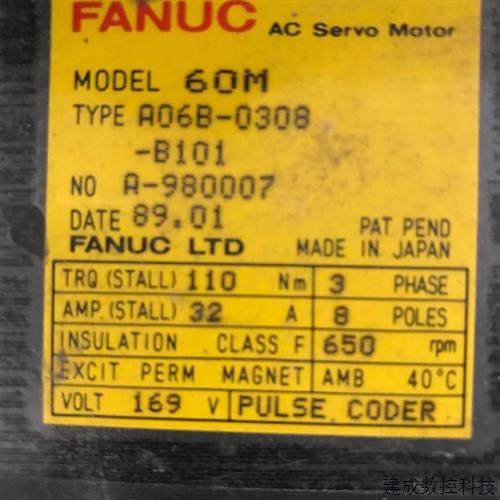 FANUC AC Servo Motor
MODEL 60M
TYPE A06B-0308
-B101
NO A-980007
DATE 89.01 PAT. PEND
FANUC LTD MADE IN JAPAN
TRQ.(STALL) 110 Nm 3 PHASE
AMP.(STALL) 32 A 8 POLES
INSULATION CLASS F 650 rpm
EXCIT PERM MAGNET AMB 40°C
VOLT 169 V PULSE CODER
建成数控科技